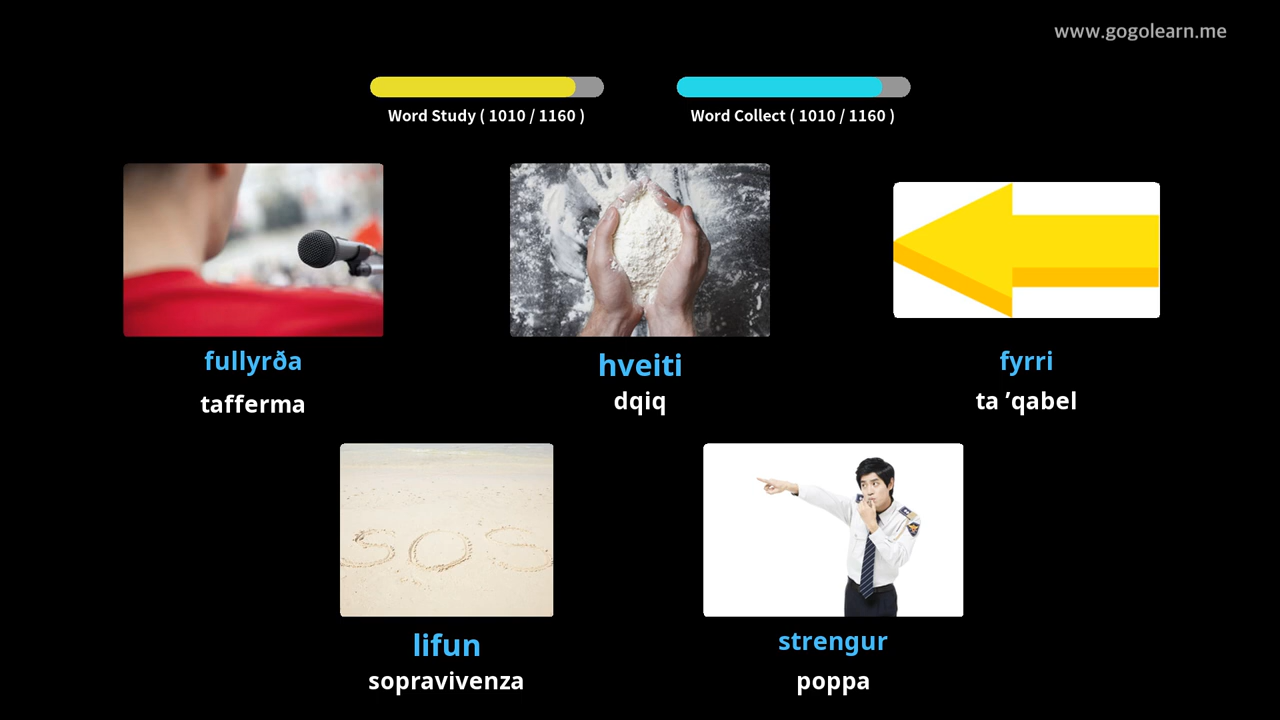 www.gogolearn.me
Word Study ( 1010 / 1160 )
Word Collect ( 1010 / 1160 )
fullyrða
hveiti
fyrri
tafferma
dqiq
ta ’qabel
SOS
lifun
strengur
sopravivenza
poppa